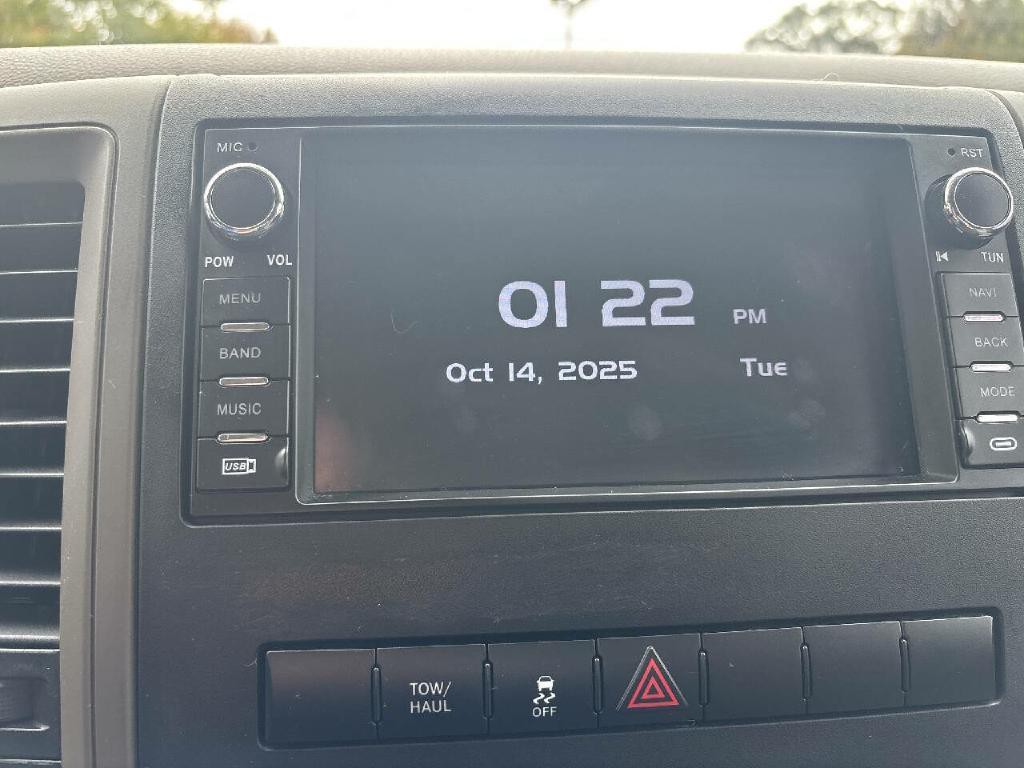 MIC
RST
POW VOL
TUN
MENU
NAVI
01 22 PM
BAND
BACK
Oct 14, 2025 Tue
MUSIC
MODE
USB
TOW/
HAUL
OFF